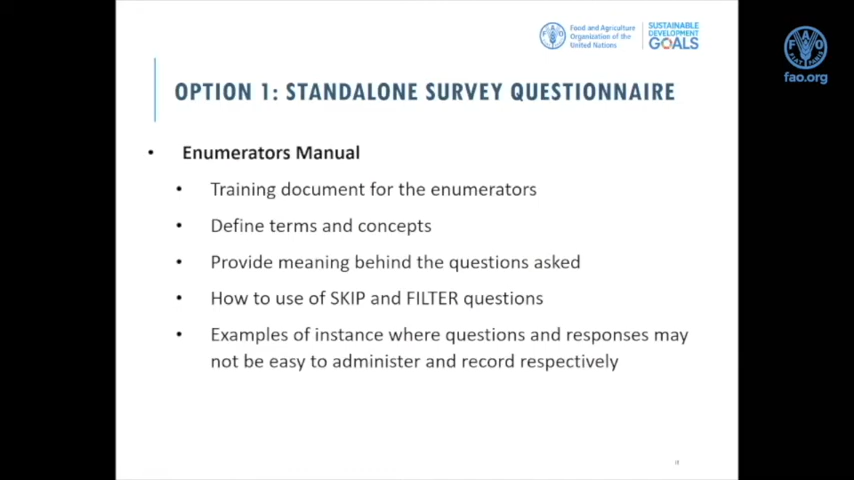 Food and Agriculture
Organization of the
United Nations
SUSTAINABLE
DEVELOPMENT
GOALS
FAO
FIAT PANIS
fao.org
OPTION 1: STANDALONE SURVEY QUESTIONNAIRE
• Enumerators Manual
• Training document for the enumerators
• Define terms and concepts
• Provide meaning behind the questions asked
• How to use of SKIP and FILTER questions
• Examples of instance where questions and responses may
not be easy to administer and record respectively